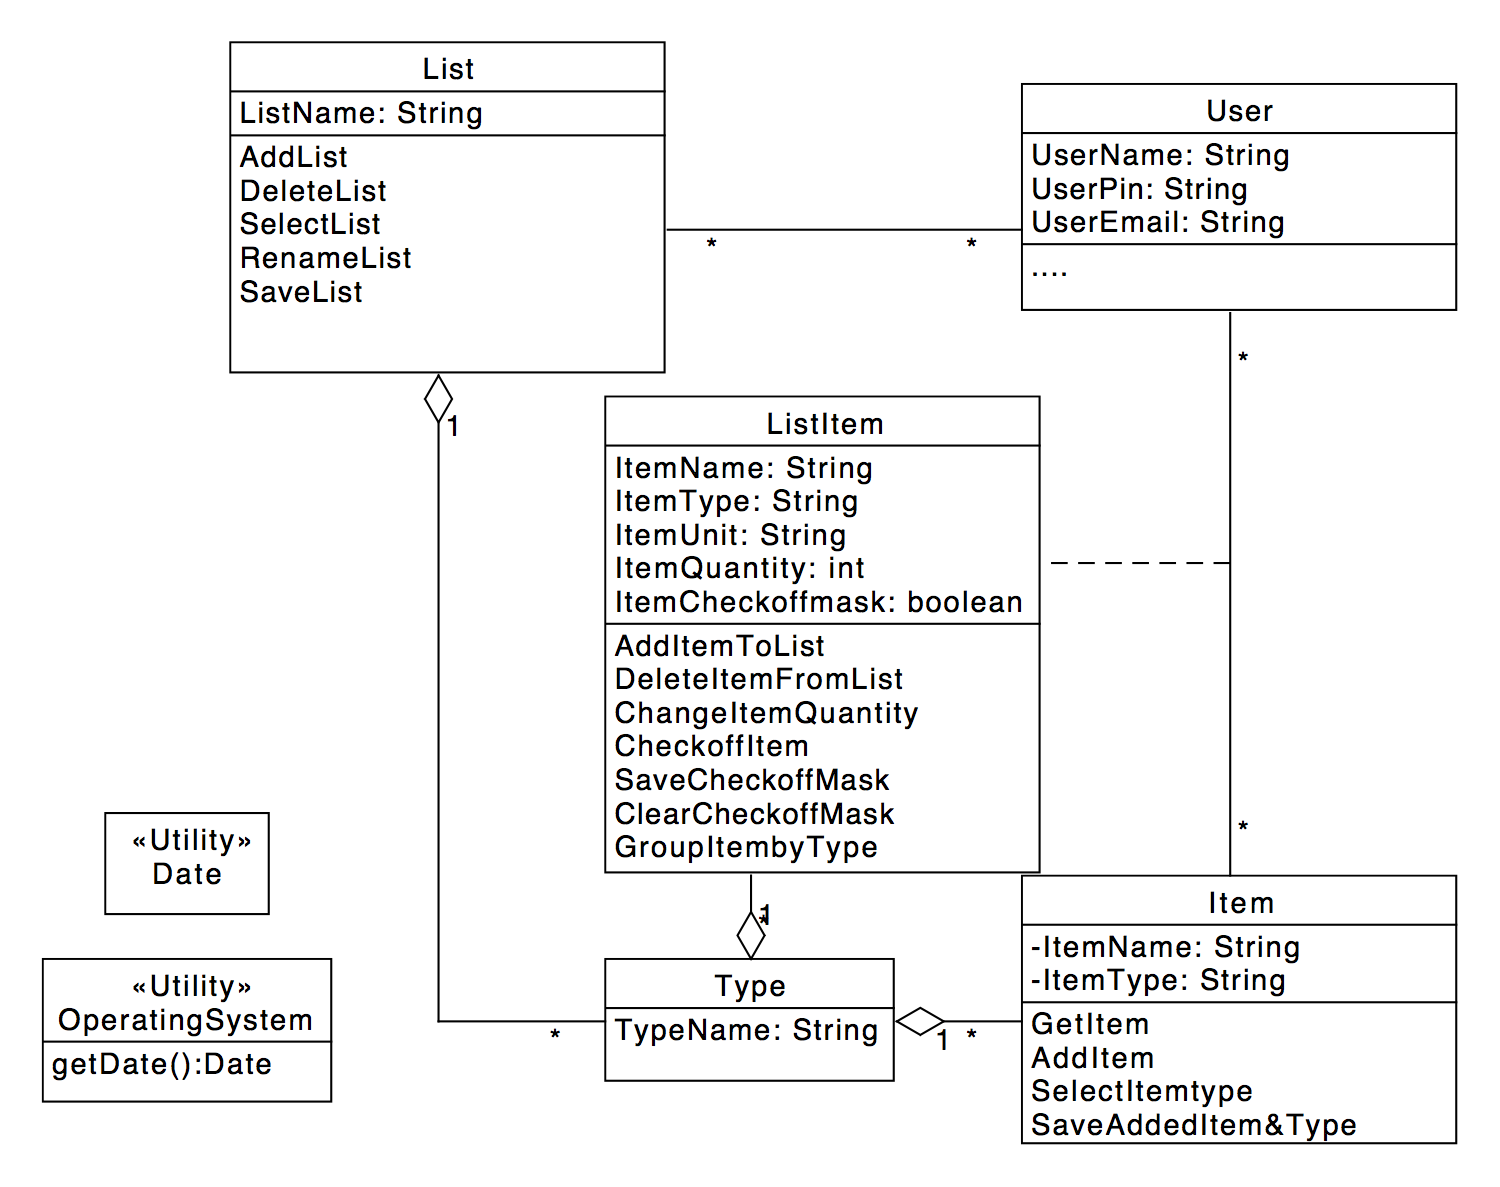 List
ListName: String
AddList
DeleteList
SelectList
RenameList
SaveList
User
UserName: String
UserPin: String
UserEmail: String
....
*
*
*
1
ListItem
ItemName: String
ItemType: String
ItemUnit: String
ItemQuantity: int
ItemCheckoffmask: boolean
AddItemToList
DeleteItemFromList
ChangeItemQuantity
CheckoffItem
SaveCheckoffMask
ClearCheckoffMask
GroupItembyType
*
«Utility»
Date
1
*
Item
-ItemName: String
-ItemType: String
GetItem
AddItem
SelectItemtype
SaveAddedItem&Type
«Utility»
OperatingSystem
getDate():Date
Type
TypeName: String
*
1
*